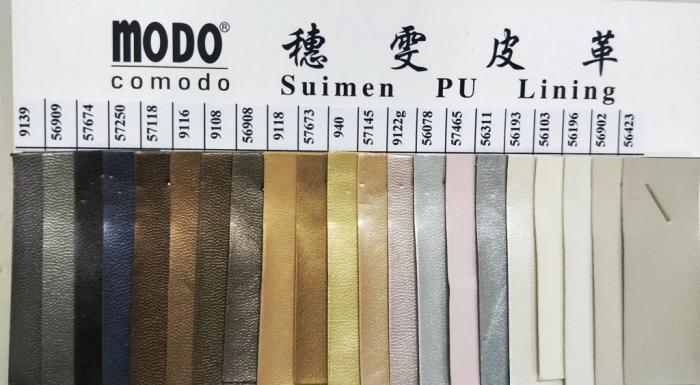 MODO®
comodo
穗雯皮革
Suimen PU Lining
9139 56909 57674 57250 57118 9116 9108 56908 9118 57673 940 57145 9122g 56078 57465 56311 56193 56103 56196 56902 56423